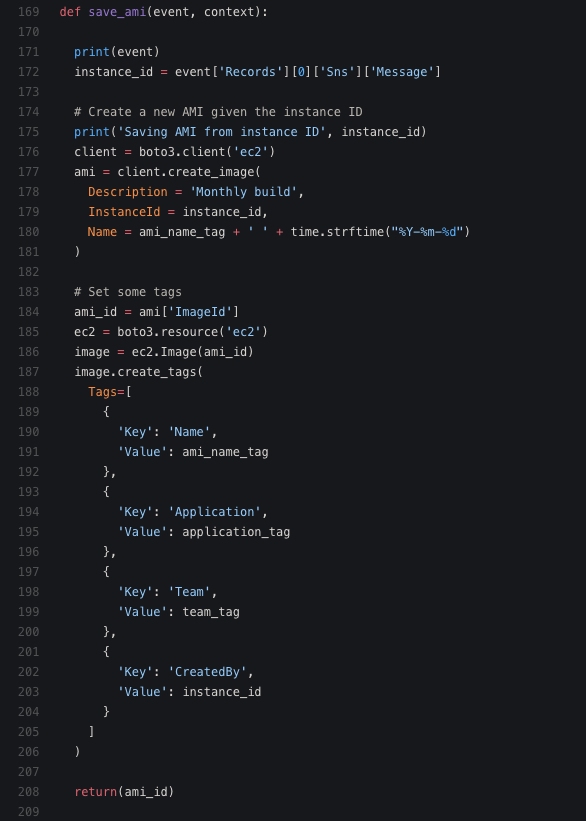 169 def save_ami(event, context):
170
171   print(event)
172   instance_id = event['Records'][0]['Sns']['Message']
173
174   # Create a new AMI given the instance ID
175   print('Saving AMI from instance ID', instance_id)
176   client = boto3.client('ec2')
177   ami = client.create_image(
178     Description = 'Monthly build',
179     InstanceId = instance_id,
180     Name = ami_name_tag + ' ' + time.strftime("%Y-%m-%d")
181   )
182
183   # Set some tags
184   ami_id = ami['ImageId']
185   ec2 = boto3.resource('ec2')
186   image = ec2.Image(ami_id)
187   image.create_tags(
188     Tags=[
189       {
190         'Key': 'Name',
191         'Value': ami_name_tag
192       },
193       {
194         'Key': 'Application',
195         'Value': application_tag
196       },
197       {
198         'Key': 'Team',
199         'Value': team_tag
200       },
201       {
202         'Key': 'CreatedBy',
203         'Value': instance_id
204       }
205     ]
206   )
207
208   return(ami_id)
209